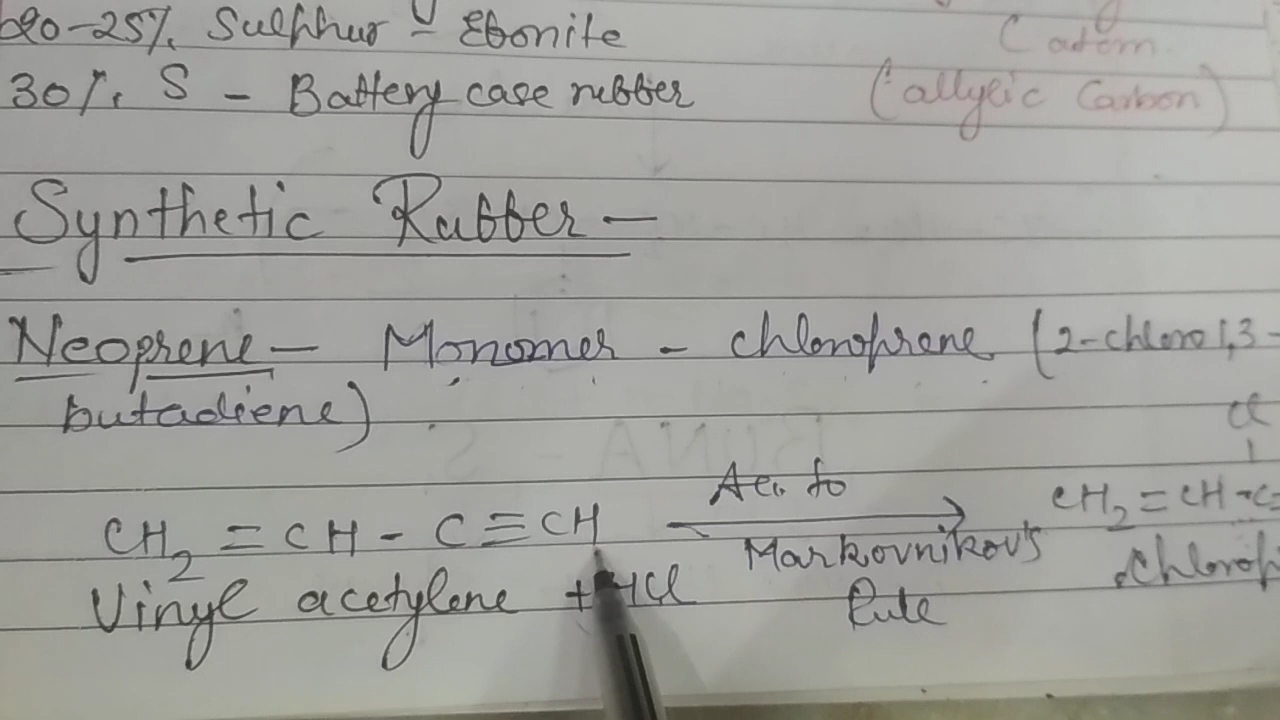 20-25% Sulphur - Ebonite
30% S - Battery case rubber
C atom
(allylic Carbon)
Synthetic Rubber -
Neoprene - Monomer - chloroprene (2-chloro 1,3-
butadiene)
Cl
CH₂ = CH - C ≡ CH
Acc. to
Markovnikov's
Rule
CH₂ = CH - C =
Vinyl acetylene + HCl